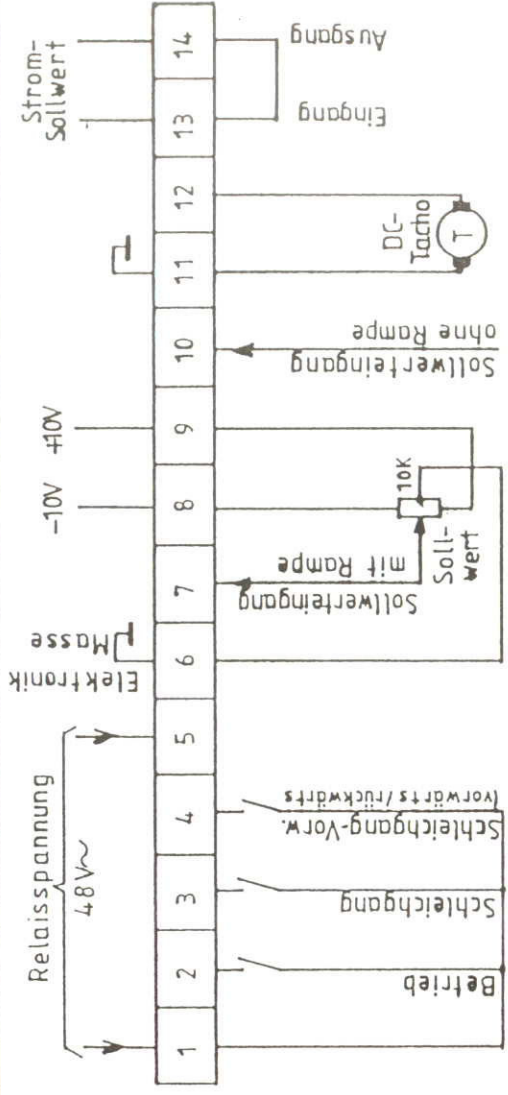 Relaisspannung
48V~
Elektronik
Masse
-10V
+10V
Strom-
Sollwert
1
2
3
4
5
6
7
8
9
10
11
12
13
14
Betrieb
Schleichgang
Schleichgang-Vorw.
(vorwärts/rückwärts
Sollwerteingang
mit Rampe
Soll-
wert
10K
Sollwerteingang
ohne Rampe
DC-
Tacho
T
Eingang
Ausgang